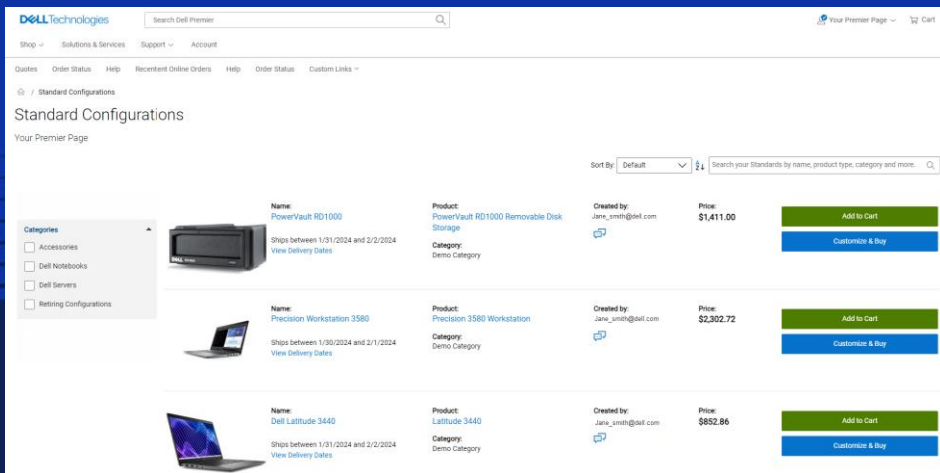 DELLTechnologies
Search Dell Premier
Your Premier Page
Cart
Shop
Solutions & Services
Support
Account
Quotes
Order Status
Help
Recentent Online Orders
Help
Order Status
Custom Links
/ Standard Configurations
Standard Configurations
Your Premier Page
Sort By:
Default
Search your Standards by name, product type, category and more.
Categories
Accessories
Dell Notebooks
Dell Servers
Retiring Configurations
Name:
PowerVault RD1000
Ships between 1/31/2024 and 2/2/2024
View Delivery Dates
Product:
PowerVault RD1000 Removable Disk
Storage
Category:
Demo Category
Created by:
Jane_smith@dell.com
Price:
$1,411.00
Add to Cart
Customize & Buy
Name:
Precision Workstation 3580
Ships between 1/30/2024 and 2/1/2024
View Delivery Dates
Product:
Precision 3580 Workstation
Category:
Demo Category
Created by:
Jane_smith@dell.com
Price:
$2,302.72
Add to Cart
Customize & Buy
Name:
Dell Latitude 3440
Ships between 1/31/2024 and 2/2/2024
View Delivery Dates
Product:
Latitude 3440
Category:
Demo Category
Created by:
Jane_smith@dell.com
Price:
$852.86
Add to Cart
Customize & Buy